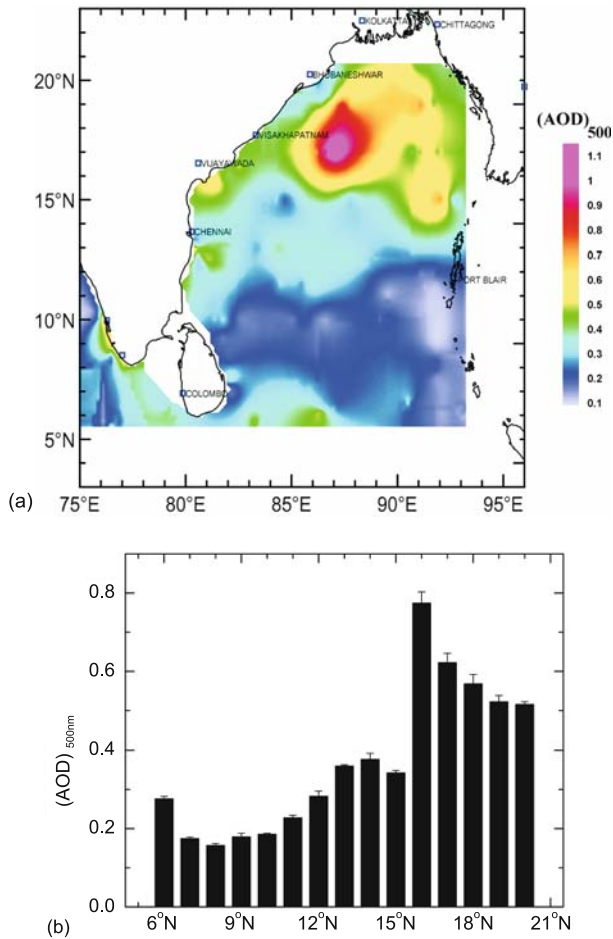 KOLKATTA
CHITTAGONG
20°N
BHUBANESHWAR
(AOD) 500
VISAKHAPATNAM
1.1
VIJAYAWADA
1
15°N
0.9
CHENNAI
0.8
0.7
ORT BLAIR
0.6
10°N
0.5
0.4
0.3
COLOMBO
0.2
5°N
0.1
(a)
75°E 80°E 85°E 90°E 95°E
0.8
0.6
(AOD) 500nm
0.4
0.2
0.0
(b)
6°N 9°N 12°N 15°N 18°N 21°N